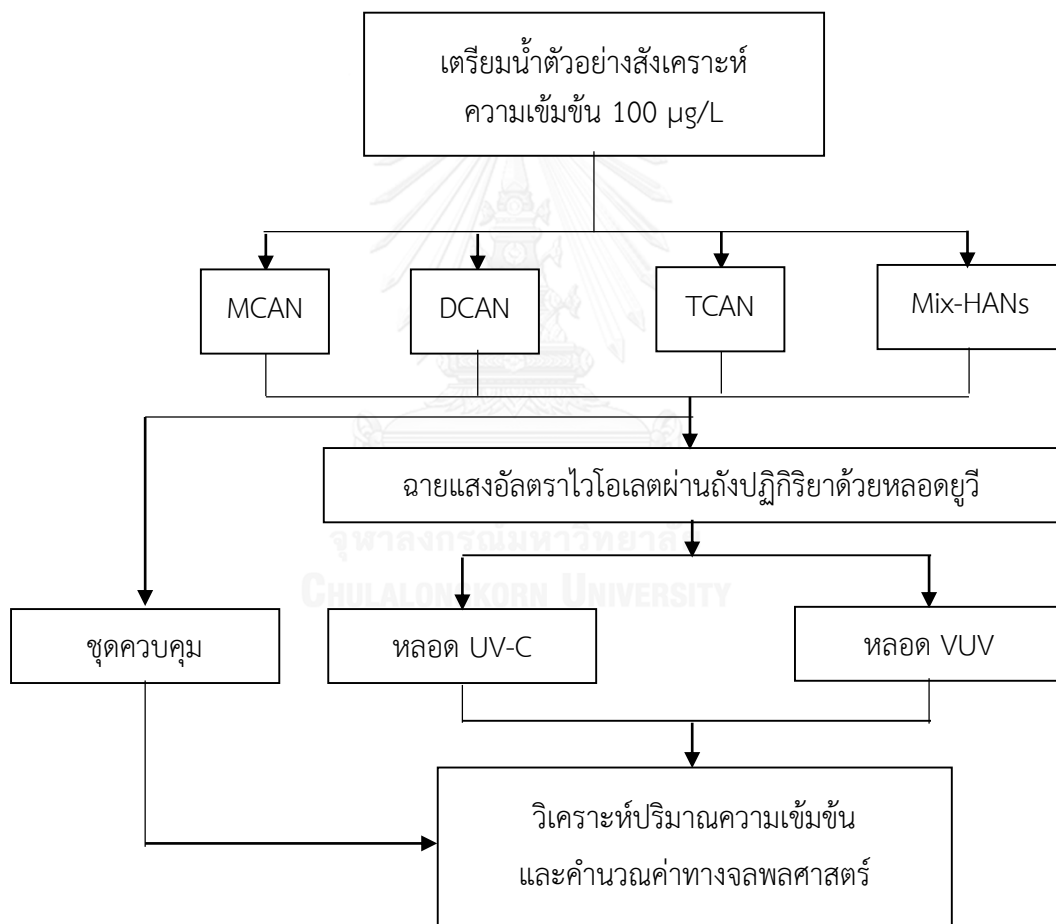 เตรียมน้ำตัวอย่างสังเคราะห์
ความเข้มข้น 100 µg/L
MCAN
DCAN
TCAN
Mix-HANs
ฉายแสงอัลตราไวโอเลตผ่านถังปฏิกิริยาด้วยหลอดยูวี
จุฬาลงกรณ์มหาวิทยาลัย
CHULALONGKORN UNIVERSITY
ชุดควบคุม
หลอด UV-C
หลอด VUV
วิเคราะห์ปริมาณความเข้มข้น
และคำนวณค่าทางจลพลศาสตร์